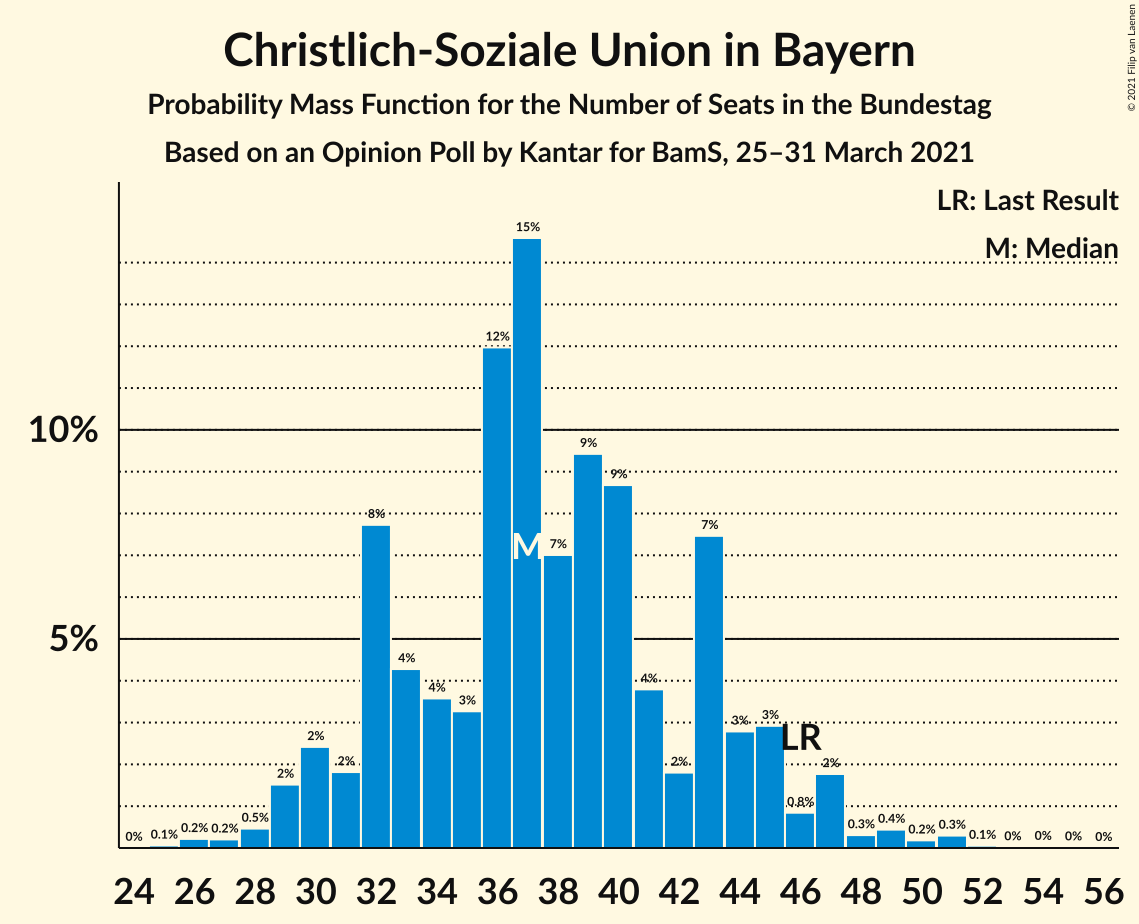 Christlich-Soziale Union in Bayern
Probability Mass Function for the Number of Seats in the Bundestag
Based on an Opinion Poll by Kantar for BamS, 25–31 March 2021
© 2021 Filip van Laenen
LR: Last Result
M: Median
10%
5%
0% 0.1% 0.2% 0.2% 0.5% 2% 2% 2% 8% 4% 4% 3% 12% 15% 7% 9% 9% 4% 2% 7% 3% 3% 0.8% 2% 0.3% 0.4% 0.2% 0.3% 0.1% 0% 0% 0% 0%
M
LR
24 26 28 30 32 34 36 38 40 42 44 46 48 50 52 54 56